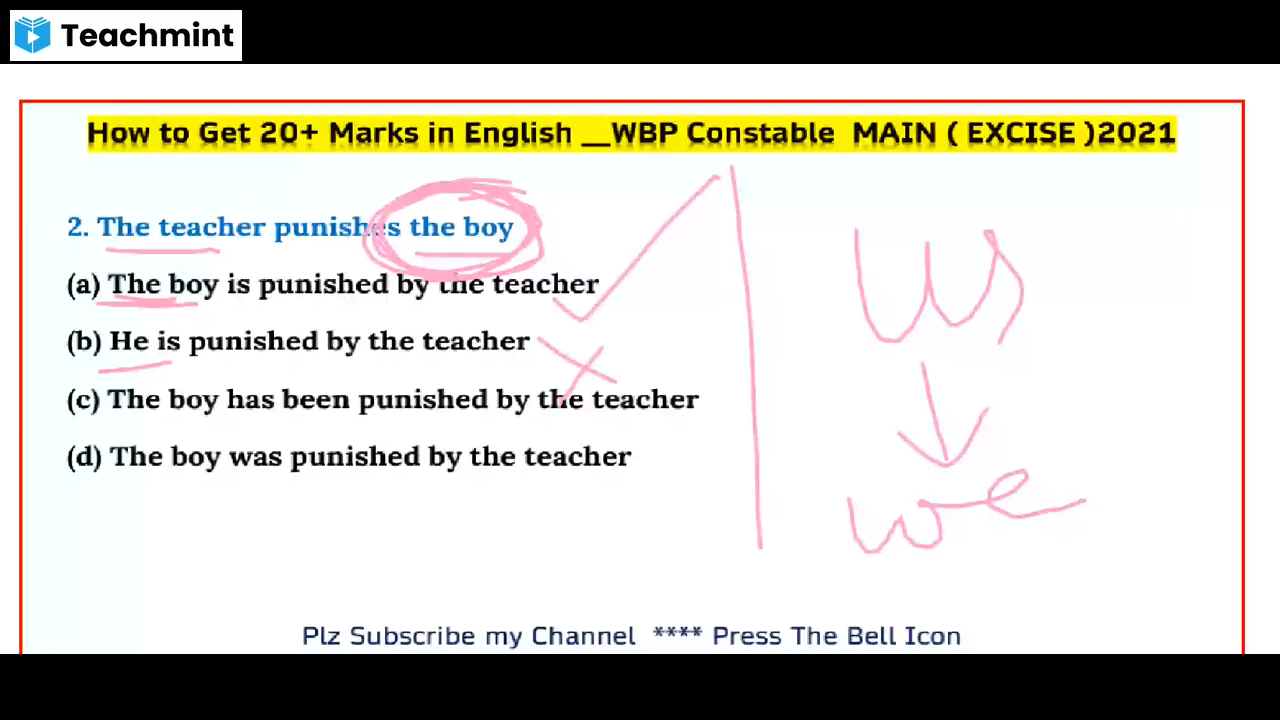 Teachmint
How to Get 20+ Marks in English __WBP Constable MAIN ( EXCISE )2021
2. The teacher punishes the boy
(a) The boy is punished by the teacher
(b) He is punished by the teacher
(c) The boy has been punished by the teacher
(d) The boy was punished by the teacher
us
we
Plz Subscribe my Channel **** Press The Bell Icon